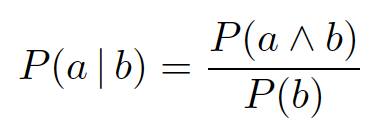 P(a | b) = P(a ∧ b) / P(b)